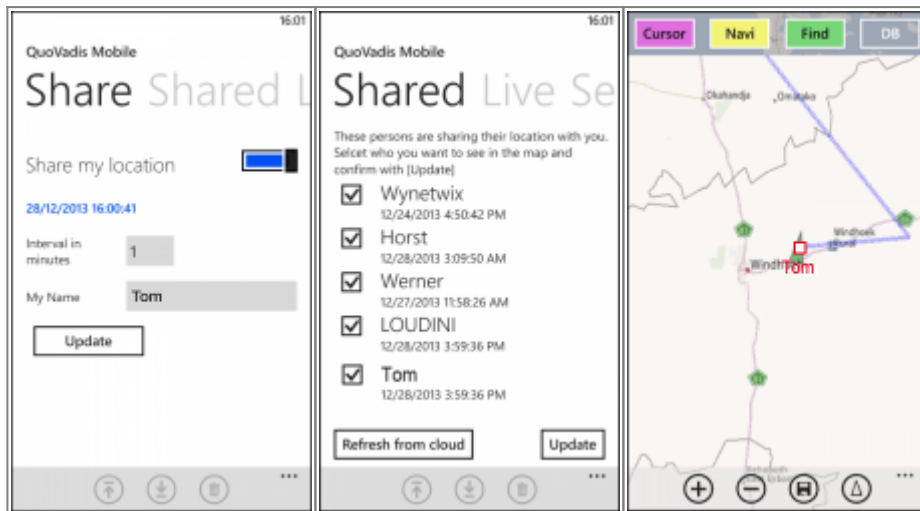 16:01
QuoVadis Mobile
Share Shared L
Share my location
28/12/2013 16:00:41
Interval in
minutes
1
My Name
Tom
Update
...
16:01
QuoVadis Mobile
Shared Live Se
These persons are sharing their location with you.
Selcet who you want to see in the map and
confirm with [Update]
Wynetwix
12/24/2013 4:50:42 PM
Horst
12/28/2013 3:09:50 AM
Werner
12/27/2013 11:58:26 AM
LOUDINI
12/28/2013 3:59:36 PM
Tom
12/28/2013 3:59:36 PM
Refresh from cloud
Update
...
Cursor
Navi
Find
DB
Okahandja
Omatako
Windhoek
Rural
Windh
Tom
...